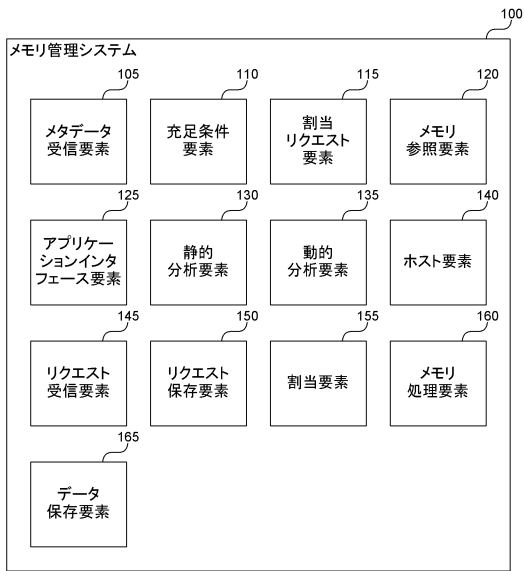 100
メモリ管理システム
105
メタデータ
受信要素
110
充足条件
要素
115
割当
リクエスト
要素
120
メモリ
参照要素
125
アプリケー
ションインタ
フェース要素
130
静的
分析要素
135
動的
分析要素
140
ホスト要素
145
リクエスト
受信要素
150
リクエスト
保存要素
155
割当要素
160
メモリ
処理要素
165
データ
保存要素